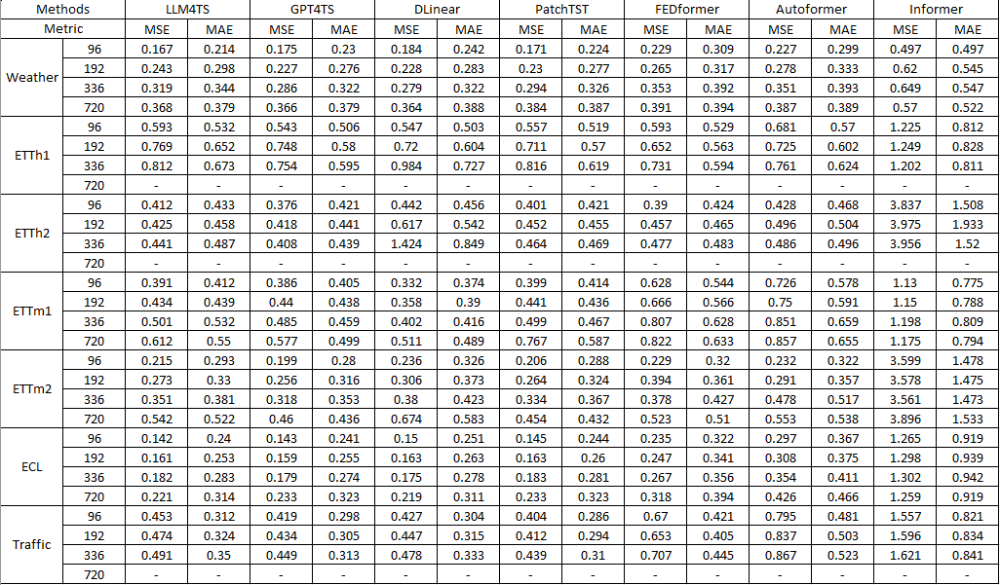 Methods LLM4TS GPT4TS DLinear PatchTST FEDformer Autoformer Informer
Metric MSE MAE MSE MAE MSE MAE MSE MAE MSE MAE MSE MAE MSE MAE
Weather 96 0.167 0.214 0.175 0.23 0.184 0.242 0.171 0.224 0.229 0.309 0.227 0.299 0.497 0.497
192 0.243 0.298 0.227 0.276 0.228 0.283 0.23 0.277 0.265 0.317 0.278 0.333 0.62 0.545
336 0.319 0.344 0.286 0.322 0.279 0.322 0.294 0.326 0.353 0.392 0.351 0.393 0.649 0.547
720 0.368 0.379 0.366 0.379 0.364 0.388 0.384 0.387 0.391 0.394 0.387 0.389 0.57 0.522
ETTh1 96 0.593 0.532 0.543 0.506 0.547 0.503 0.557 0.519 0.593 0.529 0.681 0.57 1.225 0.812
192 0.769 0.652 0.748 0.58 0.72 0.604 0.711 0.57 0.652 0.563 0.725 0.602 1.249 0.828
336 0.812 0.673 0.754 0.595 0.984 0.727 0.816 0.619 0.731 0.594 0.761 0.624 1.202 0.811
720 - - - - - - - - - - - - - -
ETTh2 96 0.412 0.433 0.376 0.421 0.442 0.456 0.401 0.421 0.39 0.424 0.428 0.468 3.837 1.508
192 0.425 0.458 0.418 0.441 0.617 0.542 0.452 0.455 0.457 0.465 0.496 0.504 3.975 1.933
336 0.441 0.487 0.408 0.439 1.424 0.849 0.464 0.469 0.477 0.483 0.486 0.496 3.956 1.52
720 - - - - - - - - - - - - - -
ETTm1 96 0.391 0.412 0.386 0.405 0.332 0.374 0.399 0.414 0.628 0.544 0.726 0.578 1.13 0.775
192 0.434 0.439 0.44 0.438 0.358 0.39 0.441 0.436 0.666 0.566 0.75 0.591 1.15 0.788
336 0.501 0.532 0.485 0.459 0.402 0.416 0.499 0.467 0.807 0.628 0.851 0.659 1.198 0.809
720 0.612 0.55 0.577 0.499 0.511 0.489 0.767 0.587 0.822 0.633 0.857 0.655 1.175 0.794
ETTm2 96 0.215 0.293 0.199 0.28 0.236 0.326 0.206 0.288 0.229 0.32 0.232 0.322 3.599 1.478
192 0.273 0.33 0.256 0.316 0.306 0.373 0.264 0.324 0.394 0.361 0.291 0.357 3.578 1.475
336 0.351 0.381 0.318 0.353 0.38 0.423 0.334 0.367 0.378 0.427 0.478 0.517 3.561 1.473
720 0.542 0.522 0.46 0.436 0.674 0.583 0.454 0.432 0.523 0.51 0.553 0.538 3.896 1.533
ECL 96 0.142 0.24 0.143 0.241 0.15 0.251 0.145 0.244 0.235 0.322 0.297 0.367 1.265 0.919
192 0.161 0.253 0.159 0.255 0.163 0.263 0.163 0.26 0.247 0.341 0.308 0.375 1.298 0.939
336 0.182 0.283 0.179 0.274 0.175 0.278 0.183 0.281 0.267 0.356 0.354 0.411 1.302 0.942
720 0.221 0.314 0.233 0.323 0.219 0.311 0.233 0.323 0.318 0.394 0.426 0.466 1.259 0.919
Traffic 96 0.453 0.312 0.419 0.298 0.427 0.304 0.404 0.286 0.67 0.421 0.795 0.481 1.557 0.821
192 0.474 0.324 0.434 0.305 0.447 0.315 0.412 0.294 0.653 0.405 0.837 0.503 1.596 0.834
336 0.491 0.35 0.449 0.313 0.478 0.333 0.439 0.31 0.707 0.445 0.867 0.523 1.621 0.841
720 - - - - - - - - - - - - - -